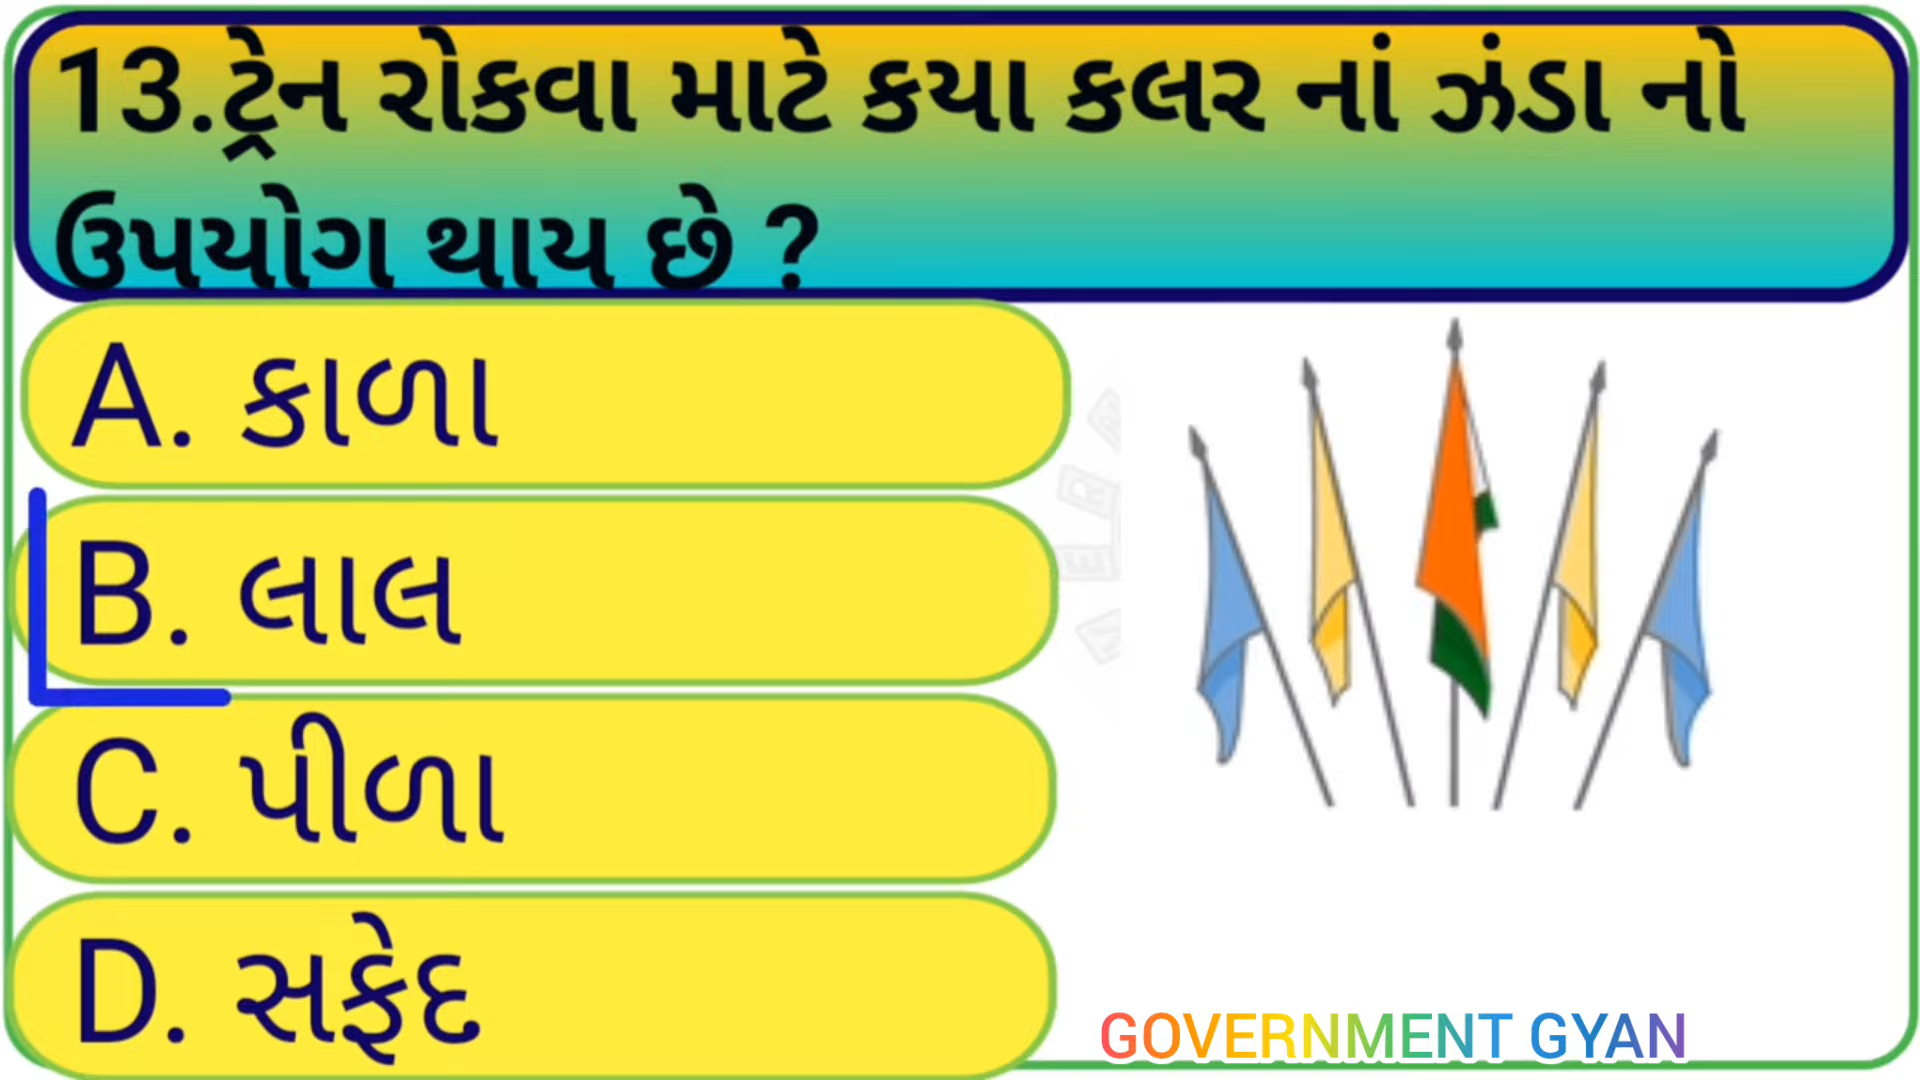 13.ટ્રેન રોકવા માટે કયા કલર નાં ઝંડા નો
ઉપયોગ થાય છે ?
A. કાળા
B. લાલ
C. પીળા
D. સફેદ
GOVERNMENT GYAN